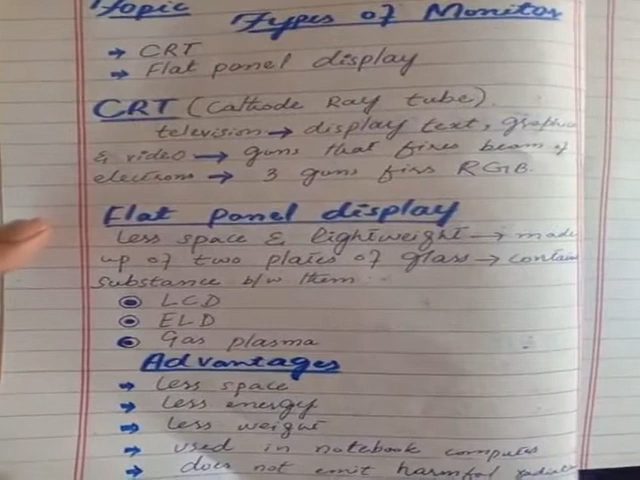 Topic Types of Monitor
→ CRT
→ Flat panel display
CRT (Cathode Ray tube).
television → display text, graphics
& video → guns that fires beam of
electrons → 3 guns firs RGB.
Flat panel display
Less space & lightweight → made
up of two plates of glass → contain
substance b/w them
LCD
ELD
Gas plasma
Advantages
→ Less space
→ Less energy
→ Less weight
→ used in notebook computer
→ does not emit harmful